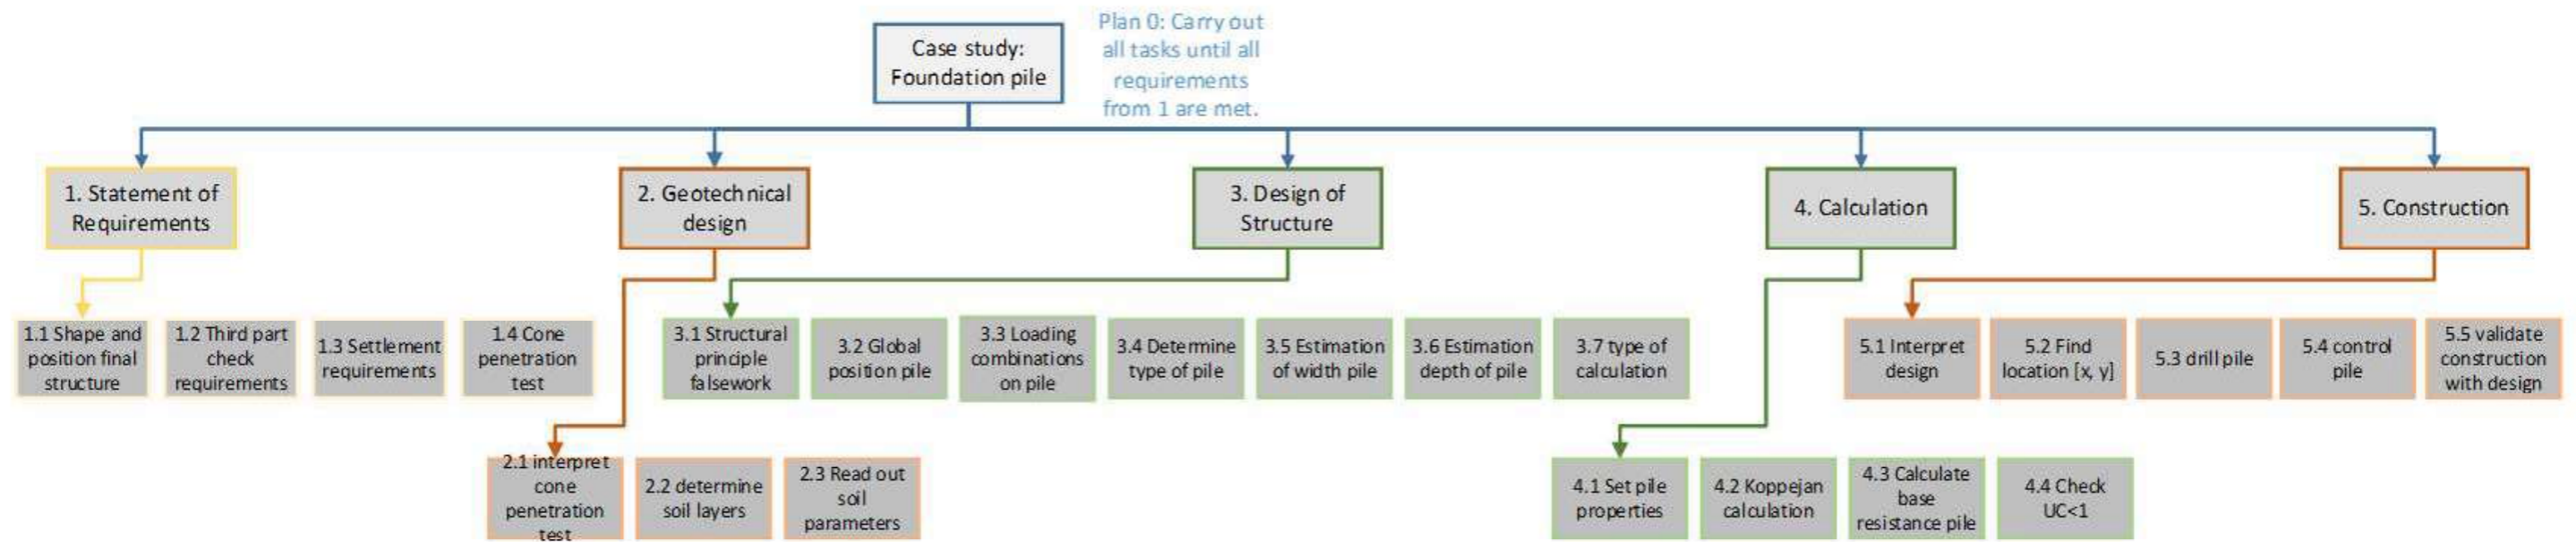 Case study:
Foundation pile
Plan 0: Carry out
all tasks until all
requirements
from 1 are met.
1. Statement of
Requirements
2. Geotechnical
design
3. Design of
Structure
4. Calculation
5. Construction
1.1 Shape and
position final
structure
1.2 Third part
check
requirements
1.3 Settlement
requirements
1.4 Cone
penetration
test
3.1 Structural
principle
falsework
3.2 Global
position pile
3.3 Loading
combinations
on pile
3.4 Determine
type of pile
3.5 Estimation
of width pile
3.6 Estimation
depth of pile
3.7 type of
calculation
5.1 Interpret
design
5.2 Find
location [x, y]
5.3 drill pile
5.4 control
pile
5.5 validate
construction
with design
2.1 interpret
cone
penetration
test
2.2 determine
soil layers
2.3 Read out
soil
parameters
4.1 Set pile
properties
4.2 Koppejan
calculation
4.3 Calculate
base
resistance pile
4.4 Check
UC<1